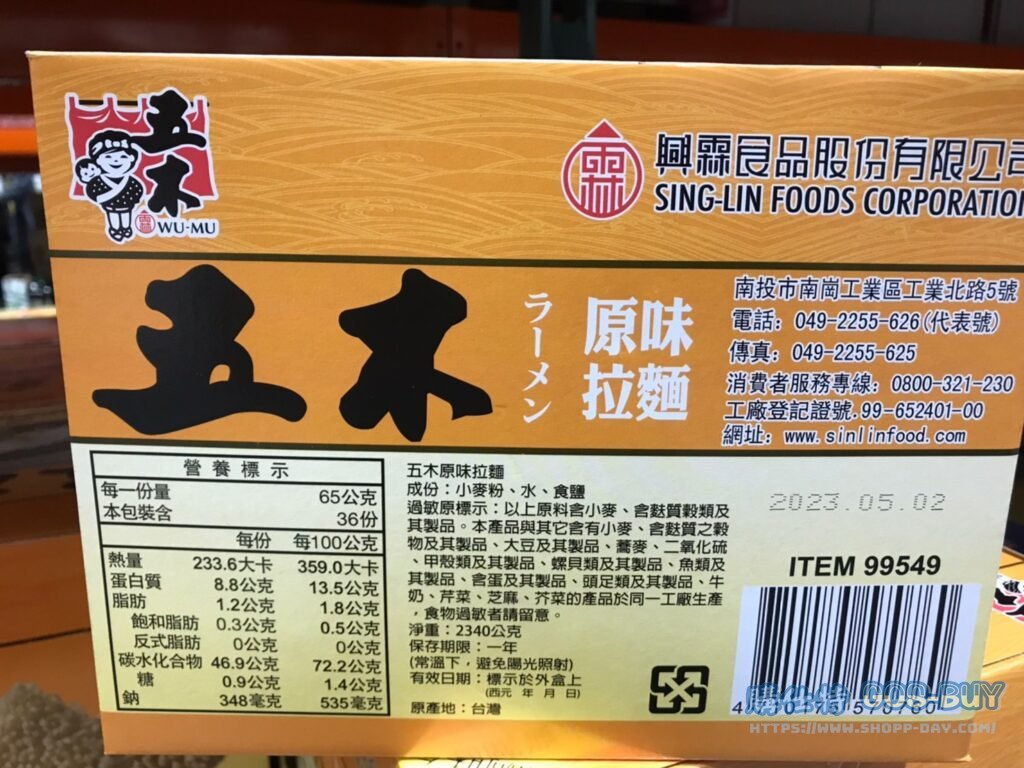 五木
WU-MU
興霖食品股份有限公司
SING-LIN FOODS CORPORATION
五木
ラーメン
原味
拉麵
南投市南崗工業區工業北路5號
電話：049-2255-626(代表號)
傳真：049-2255-625
消費者服務專線：0800-321-230
工廠登記證號.99-652401-00
網址：www.sinlinfood.com
營養標示
每一份量 65公克
本包裝含 36份
每份 每100公克
熱量 233.6大卡 359.0大卡
蛋白質 8.8公克 13.5公克
脂肪 1.2公克 1.8公克
飽和脂肪 0.3公克 0.5公克
反式脂肪 0公克 0公克
碳水化合物 46.9公克 72.2公克
糖 0.9公克 1.4公克
鈉 348毫克 535毫克
五木原味拉麵
成份：小麥粉、水、食鹽
過敏原標示：以上原料含小麥、含麩質穀類及
其製品。本產品與其它含有小麥、含麩質之穀
物及其製品、大豆及其製品、蕎麥、二氧化硫
、甲殼類及其製品、螺貝類及其製品、魚類及
其製品、含蛋及其製品、頭足類及其製品、牛
奶、芹菜、芝麻、芥菜的產品於同一工廠生產
，食物過敏者請留意。
淨重：2340公克
保存期限：一年
(常溫下，避免陽光照射)
有效日期：標示於外盒上
(西元 年 月 日)
原產地：台灣
2023.05.02
ITEM 99549
999-BUY
HTTPS://WWW.SHOPP-DAY.COM/